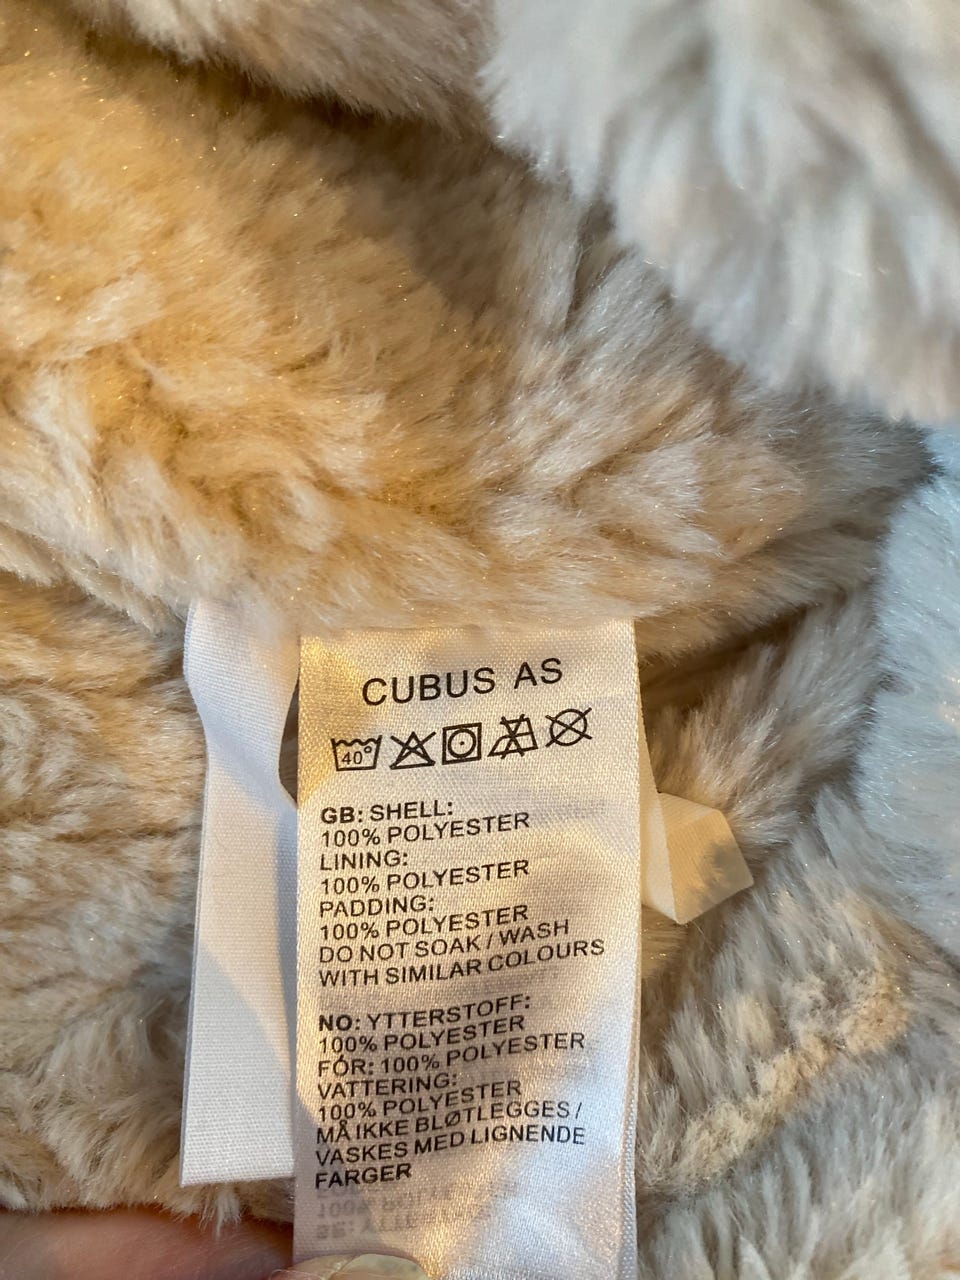 CUBUS AS
40°
GB: SHELL:
100% POLYESTER
LINING:
100% POLYESTER
PADDING:
100% POLYESTER
DO NOT SOAK / WASH
WITH SIMILAR COLOURS
NO: YTTERSTOFF:
100% POLYESTER
FÓR: 100% POLYESTER
VATTERING:
100% POLYESTER
MÅ IKKE BLØTLEGGES /
VASKES MED LIGNENDE
FARGER